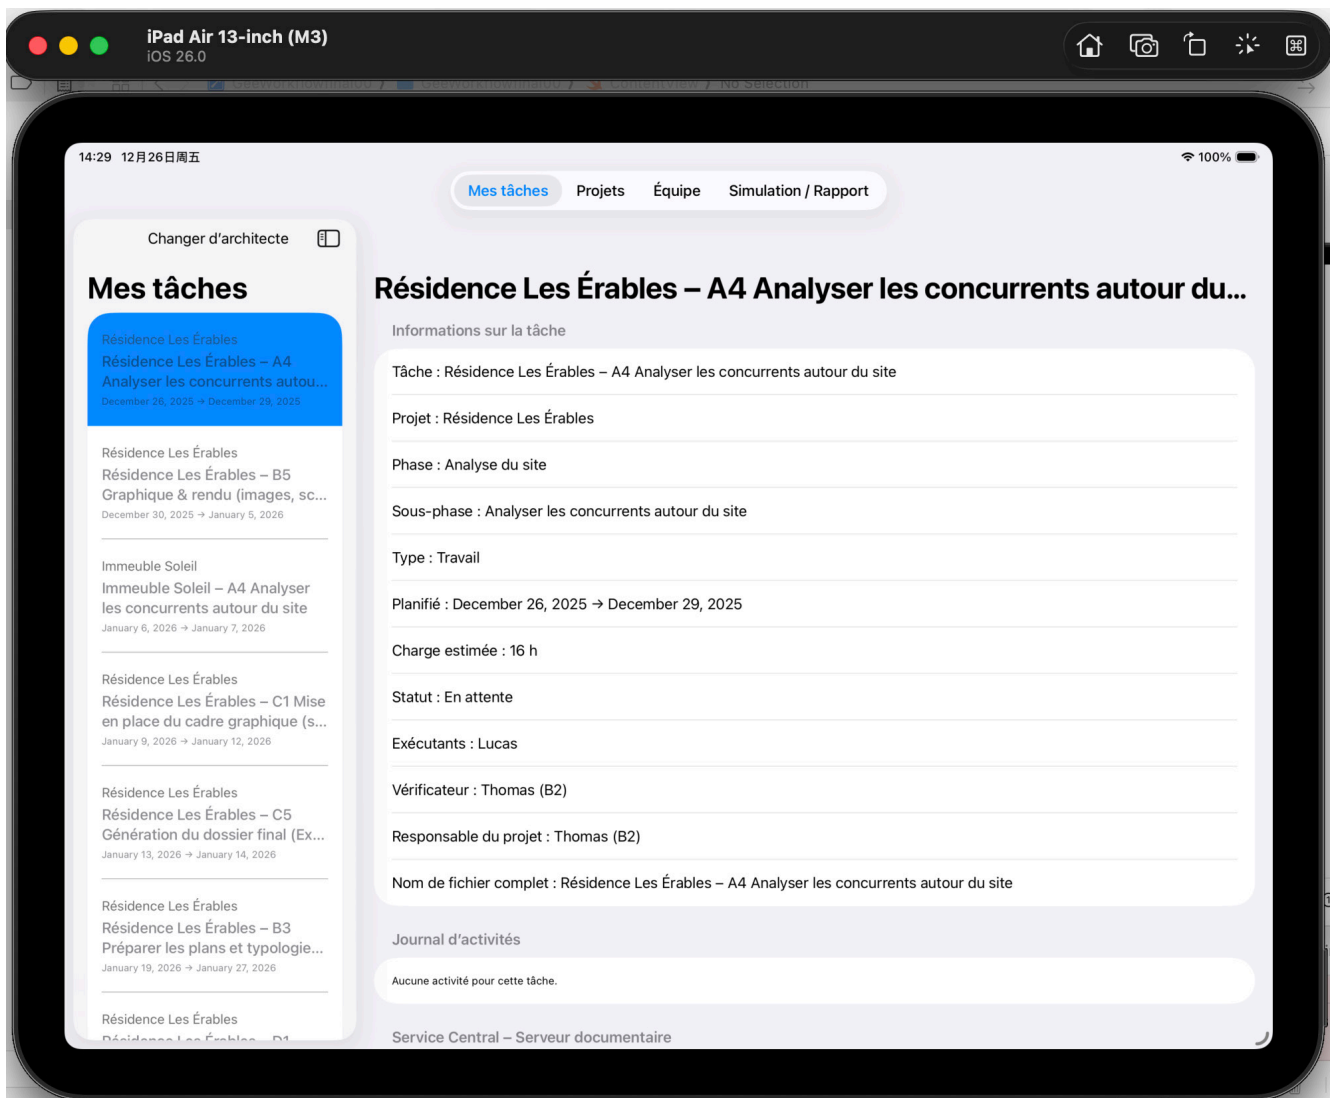 iPad Air 13-inch (M3)
iOS 26.0
No Selection
14:29 12月26日周五
100%
Mes tâches Projets Équipe Simulation / Rapport
Changer d’architecte
Mes tâches
Résidence Les Érables
Résidence Les Érables – A4
Analyser les concurrents autou...
December 26, 2025 → December 29, 2025
Résidence Les Érables
Résidence Les Érables – B5
Graphique & rendu (images, sc...
December 30, 2025 → January 5, 2026
Immeuble Soleil
Immeuble Soleil – A4 Analyser
les concurrents autour du site
January 6, 2026 → January 7, 2026
Résidence Les Érables
Résidence Les Érables – C1 Mise
en place du cadre graphique (s...
January 9, 2026 → January 12, 2026
Résidence Les Érables
Résidence Les Érables – C5
Génération du dossier final (Ex...
January 13, 2026 → January 14, 2026
Résidence Les Érables
Résidence Les Érables – B3
Préparer les plans et typologie...
January 19, 2026 → January 27, 2026
Résidence Les Érables
Résidence Les Érables – D1
Résidence Les Érables – A4 Analyser les concurrents autour du...
Informations sur la tâche
Tâche : Résidence Les Érables – A4 Analyser les concurrents autour du site
Projet : Résidence Les Érables
Phase : Analyse du site
Sous-phase : Analyser les concurrents autour du site
Type : Travail
Planifié : December 26, 2025 → December 29, 2025
Charge estimée : 16 h
Statut : En attente
Exécutants : Lucas
Vérificateur : Thomas (B2)
Responsable du projet : Thomas (B2)
Nom de fichier complet : Résidence Les Érables – A4 Analyser les concurrents autour du site
Journal d’activités
Aucune activité pour cette tâche.
Service Central – Serveur documentaire